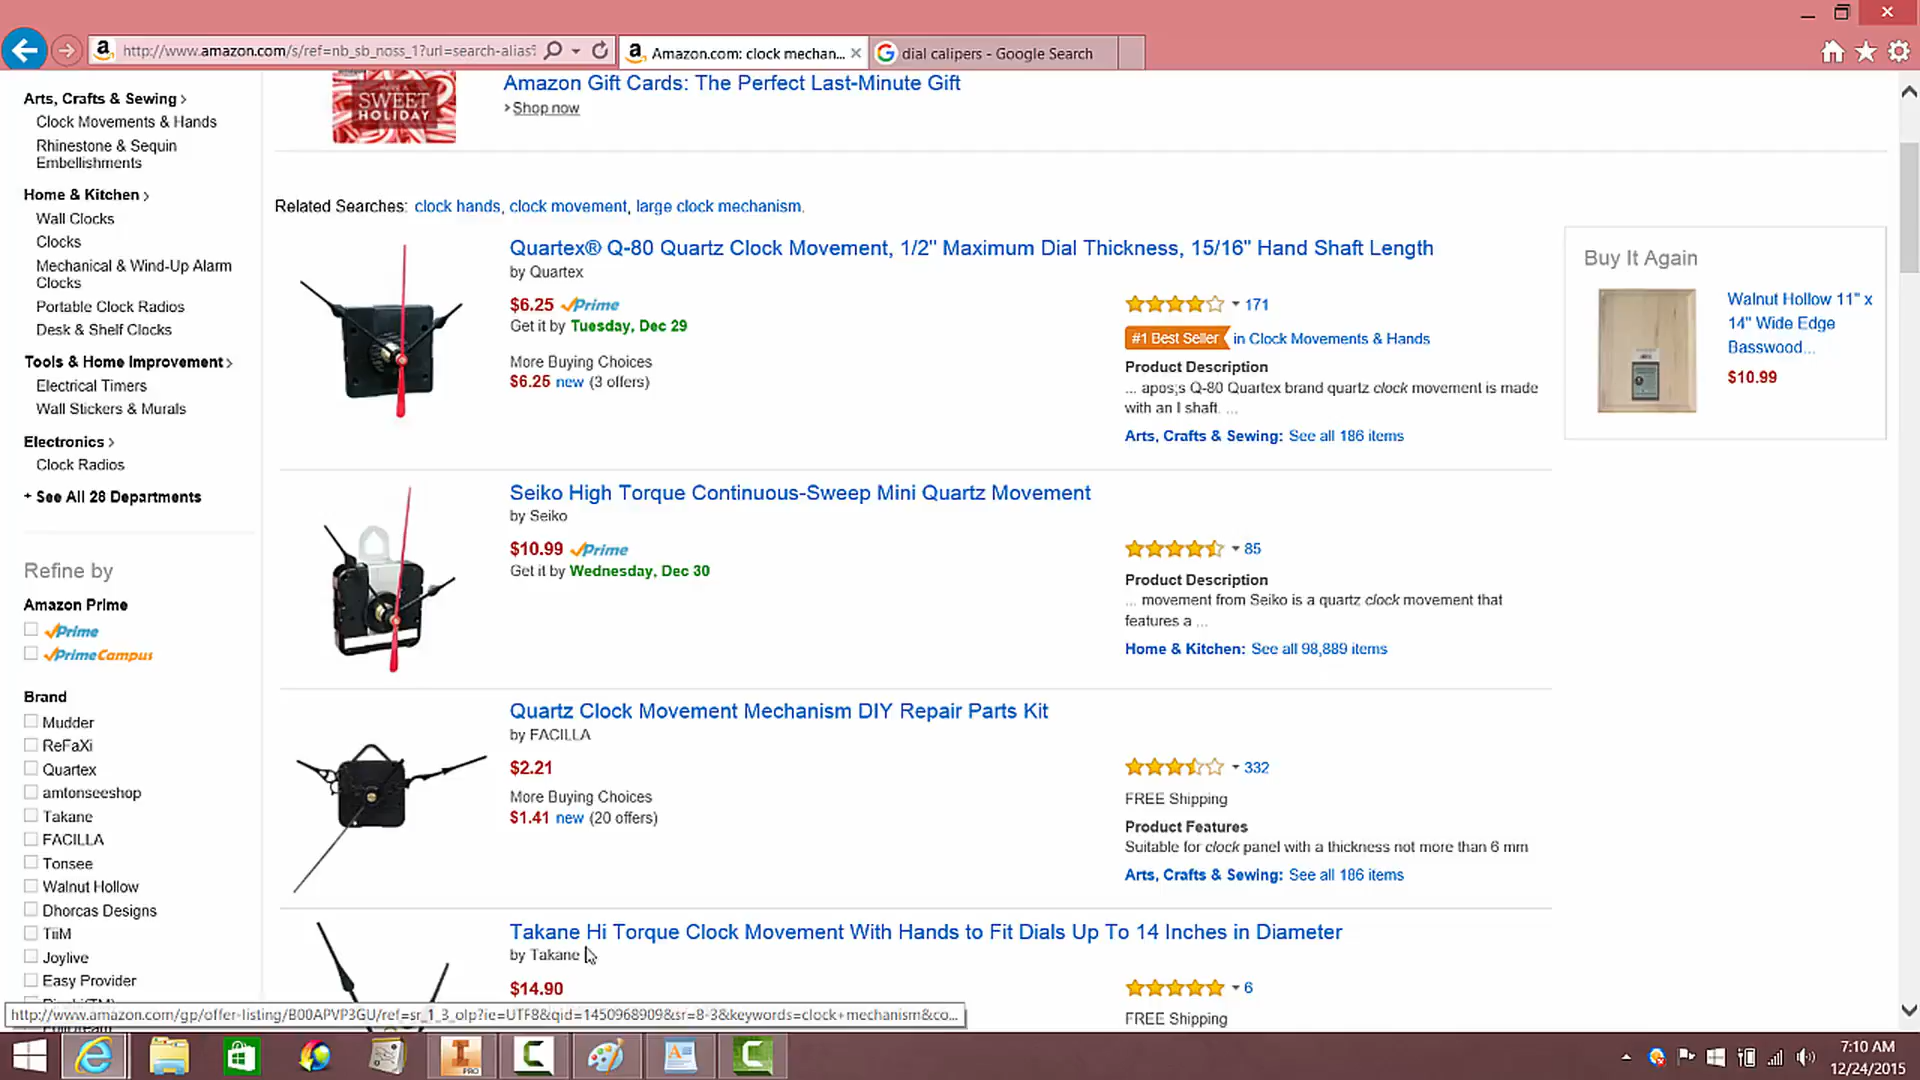 http://www.amazon.com/s/ref=nb_sb_noss_1?url=search-alias
Amazon.com: clock mechan...
dial calipers - Google Search
Arts, Crafts & Sewing
Clock Movements & Hands
Rhinestone & Sequin
Embellishments
Home & Kitchen
Wall Clocks
Clocks
Mechanical & Wind-Up Alarm
Clocks
Portable Clock Radios
Desk & Shelf Clocks
Tools & Home Improvement
Electrical Timers
Wall Stickers & Murals
Electronics
Clock Radios
+ See All 28 Departments
Refine by
Amazon Prime
Prime
PrimeCampus
Brand
Mudder
ReFaXi
Quartex
amtonseeshop
Takane
FACILLA
Tonsee
Walnut Hollow
Dhorcas Designs
TiiM
Joylive
Easy Provider
SWEET
HOLIDAY
Amazon Gift Cards: The Perfect Last-Minute Gift
Shop now
Related Searches: clock hands, clock movement, large clock mechanism.
Quartex® Q-80 Quartz Clock Movement, 1/2" Maximum Dial Thickness, 15/16" Hand Shaft Length
by Quartex
$6.25 Prime
Get it by Tuesday, Dec 29
More Buying Choices
$6.25 new (3 offers)
171
#1 Best Seller in Clock Movements & Hands
Product Description
... apos;s Q-80 Quartex brand quartz clock movement is made
with an I shaft. ...
Arts, Crafts & Sewing: See all 186 items
Seiko High Torque Continuous-Sweep Mini Quartz Movement
by Seiko
$10.99 Prime
Get it by Wednesday, Dec 30
85
Product Description
... movement from Seiko is a quartz clock movement that
features a ...
Home & Kitchen: See all 98,889 items
Quartz Clock Movement Mechanism DIY Repair Parts Kit
by FACILLA
$2.21
More Buying Choices
$1.41 new (20 offers)
332
FREE Shipping
Product Features
Suitable for clock panel with a thickness not more than 6 mm
Arts, Crafts & Sewing: See all 186 items
Takane Hi Torque Clock Movement With Hands to Fit Dials Up To 14 Inches in Diameter
by Takane
$14.90
6
FREE Shipping
Buy It Again
Walnut Hollow 11" x
14" Wide Edge
Basswood...
$10.99
http://www.amazon.com/gp/offer-listing/B00APVP3GU/ref=sr_1_3_olp?ie=UTF8&qid=1450968909&sr=8-3&keywords=clock+mechanism&co...
PRO
7:10 AM
12/24/2015